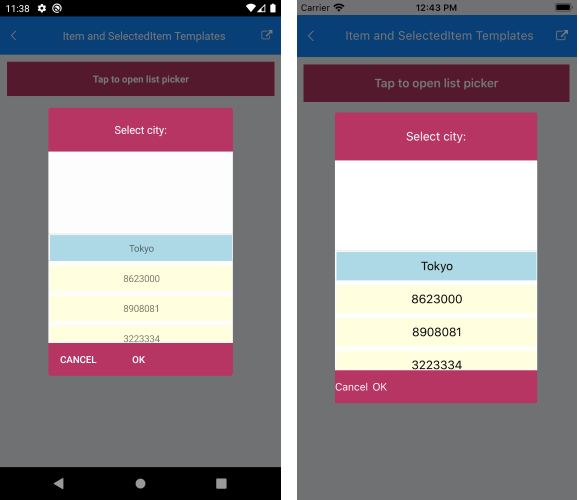 11:38
Item and SelectedItem Templates
Tap to open list picker
Select city:
Tokyo
8623000
8908081
3223334
CANCEL OK
Carrier 12:43 PM
Item and SelectedItem Templates
Tap to open list picker
Select city:
Tokyo
8623000
8908081
3223334
Cancel OK